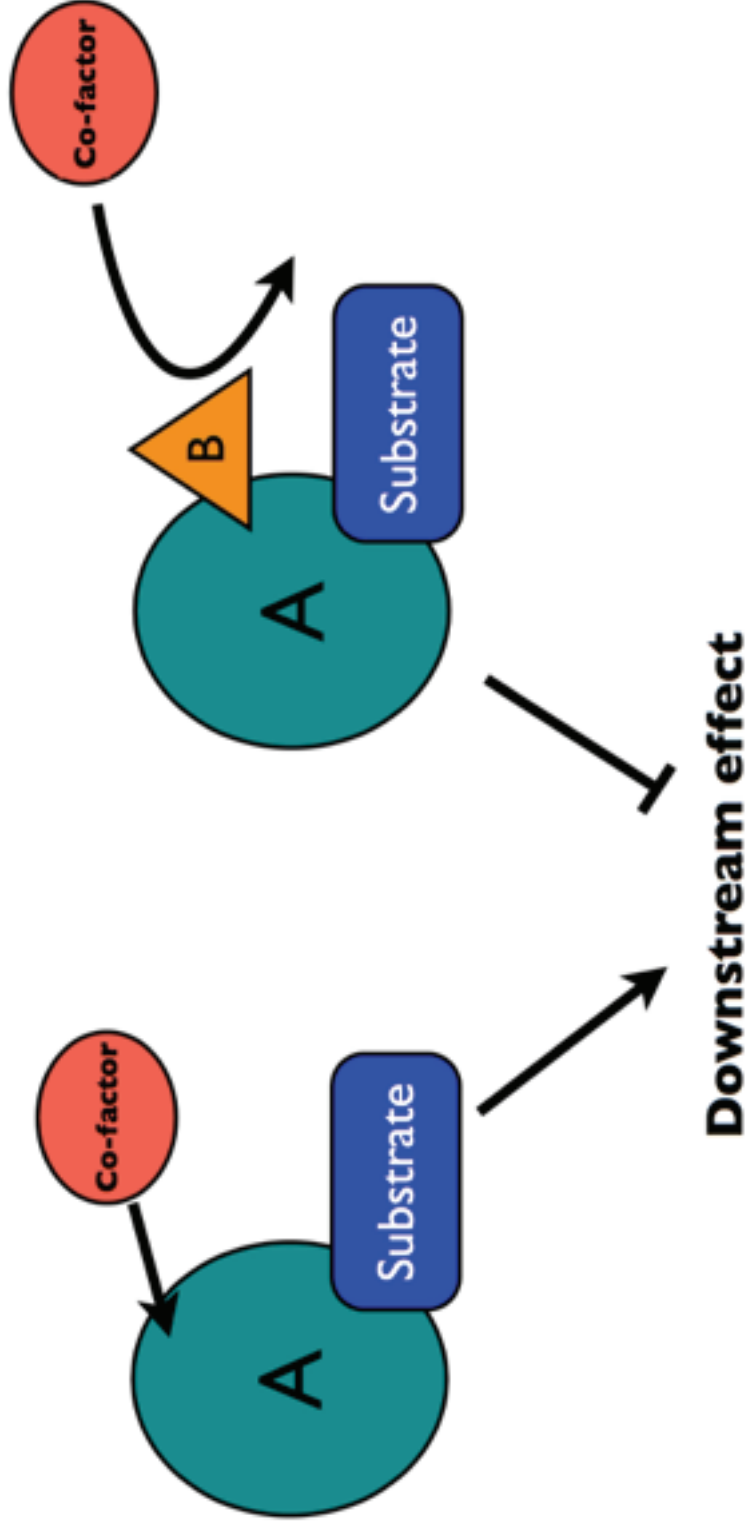 Co-factor
A
Substrate
Co-factor
B
A
Substrate
Downstream effect